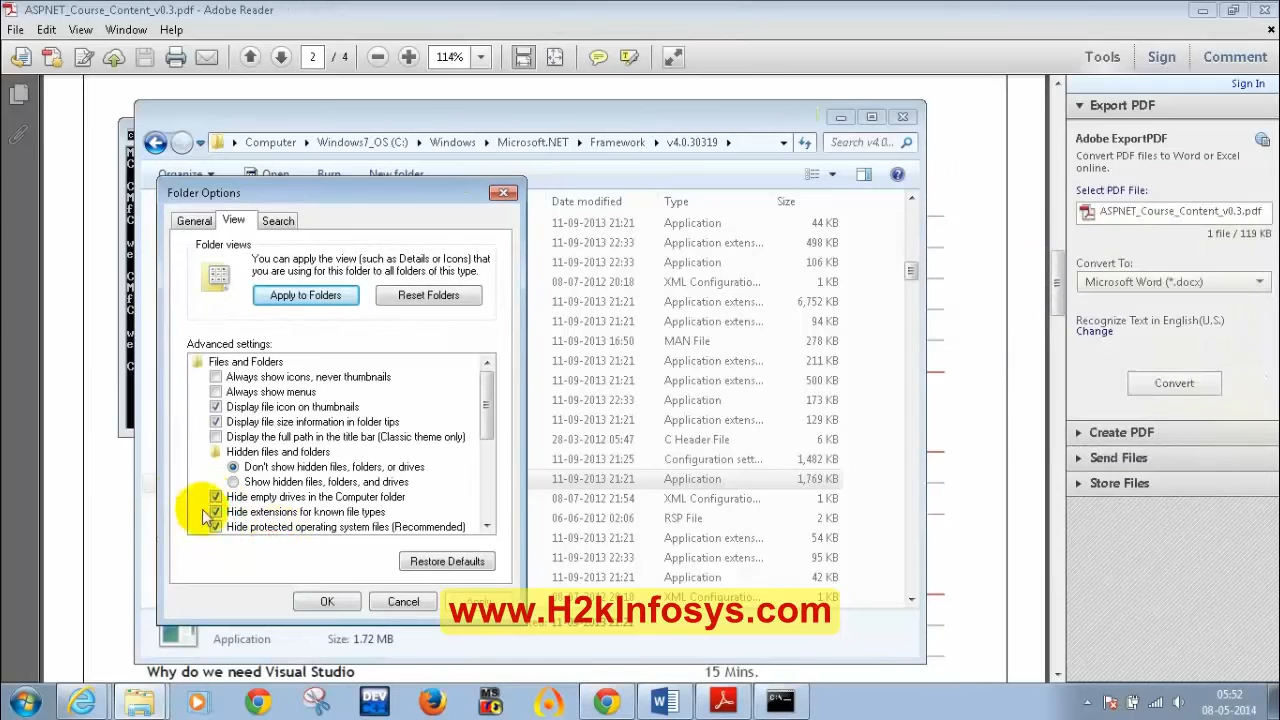 ASPNET_Course_Content_v0.3.pdf - Adobe Reader
File Edit View Window Help
2 / 4 114% Tools Sign Comment
Sign In
Export PDF
Adobe ExportPDF
Convert PDF files to Word or Excel
online.
Select PDF File:
ASPNET_Course_Content_v0.3.pdf
1 file / 119 KB
Convert To:
Microsoft Word (*.docx)
Recognize Text in English(U.S.)
Change
Convert
Create PDF
Send Files
Store Files
Computer Windows7_OS (C:) Windows Microsoft.NET Framework v4.0.30319 Search v4.0...
Organize Open Burn New folder
Date modified Type Size
11-09-2013 21:21 Application 44 KB
11-09-2013 22:33 Application extens... 498 KB
11-09-2013 22:33 Application 106 KB
08-07-2012 20:18 XML Configuratio... 1 KB
11-09-2013 21:21 Application extens... 6,752 KB
11-09-2013 21:21 Application extens... 94 KB
11-09-2013 16:50 MAN File 278 KB
11-09-2013 21:21 Application extens... 211 KB
11-09-2013 21:21 Application extens... 500 KB
11-09-2013 22:33 Application 173 KB
11-09-2013 21:21 Application extens... 129 KB
28-03-2012 05:47 C Header File 6 KB
11-09-2013 21:25 Configuration sett... 1,482 KB
11-09-2013 21:21 Application 1,769 KB
08-07-2012 21:54 XML Configuratio... 1 KB
06-06-2012 08:39 RSP File 2 KB
11-09-2013 21:21 Application extens... 54 KB
11-09-2013 22:33 Application extens... 95 KB
11-09-2013 21:21 Application 42 KB
XML Configuratio... 1 KB
Folder Options
General View Search
Folder views
You can apply the view (such as Details or Icons) that
you are using for this folder to all folders of this type.
Apply to Folders Reset Folders
Advanced settings:
Files and Folders
Always show icons, never thumbnails
Always show menus
Display file icon on thumbnails
Display file size information in folder tips
Display the full path in the title bar (Classic theme only)
Hidden files and folders
Don't show hidden files, folders, or drives
Show hidden files, folders, and drives
Hide empty drives in the Computer folder
Hide extensions for known file types
Hide protected operating system files (Recommended)
Restore Defaults
OK Cancel
www.H2kInfosys.com
Application Size: 1.72 MB
Why do we need Visual Studio 15 Mins.
DEV
MS
W
05:52
08-05-2014